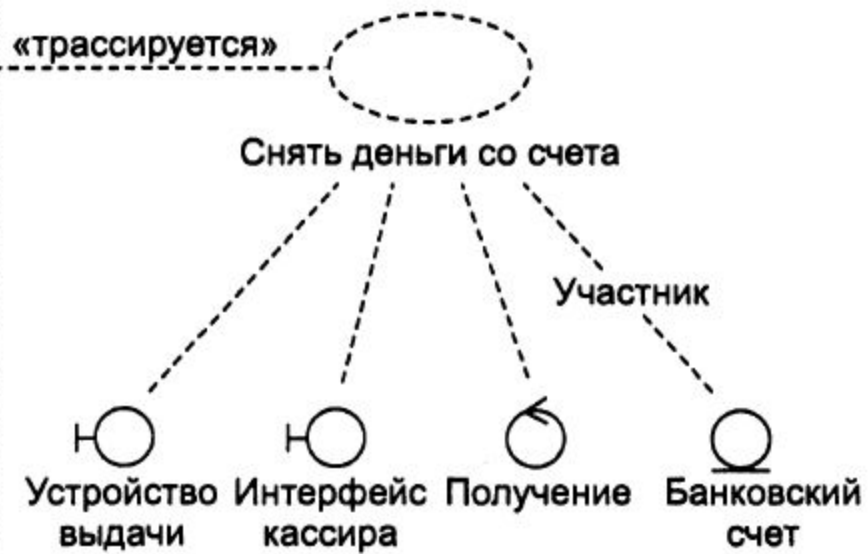 «трассируется»
Снять деньги со счета
Участник
Устройство выдачи
Интерфейс кассира
Получение
Банковский счет